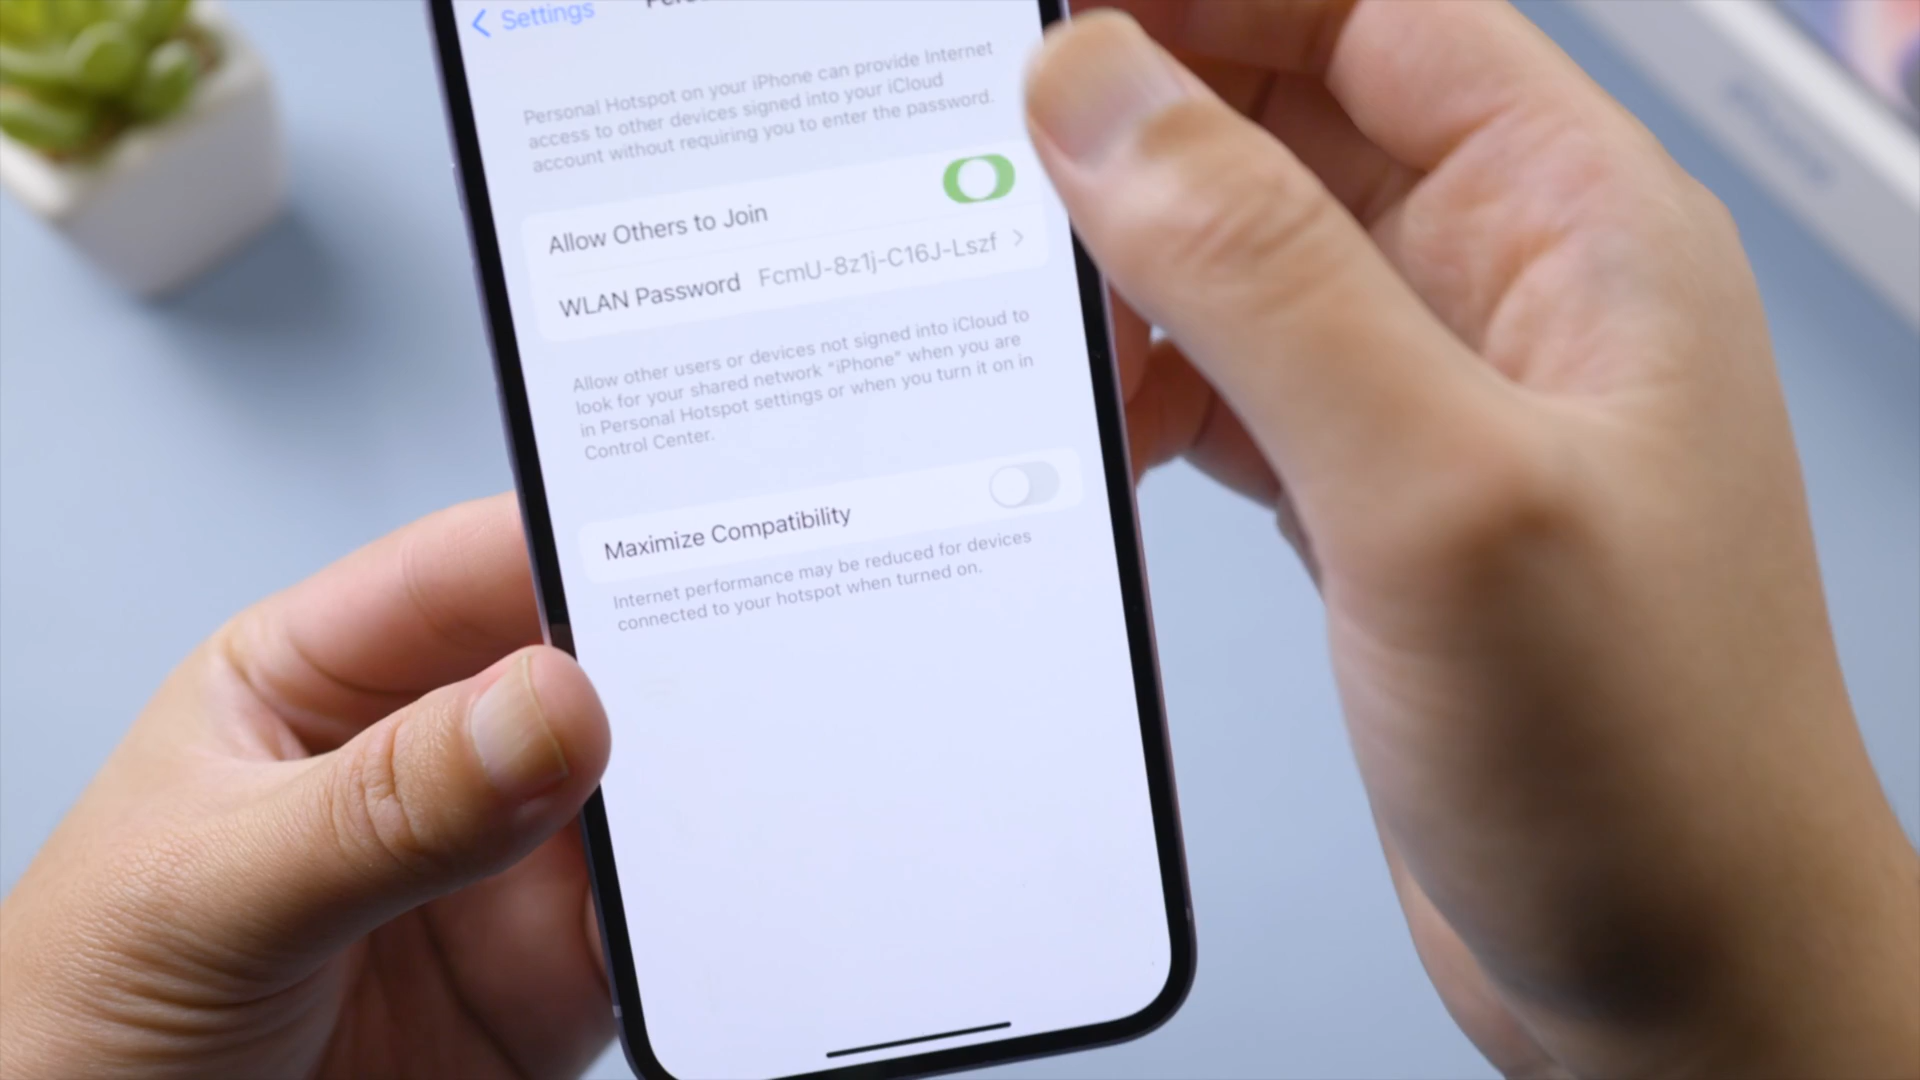 Settings
Personal Hotspot on your iPhone can provide Internet
access to other devices signed into your iCloud
account without requiring you to enter the password.
Allow Others to Join
WLAN Password FcmU-8z1j-C16J-Lszf
Allow other users or devices not signed into iCloud to
look for your shared network “iPhone” when you are
in Personal Hotspot settings or when you turn it on in
Control Center.
Maximize Compatibility
Internet performance may be reduced for devices
connected to your hotspot when turned on.